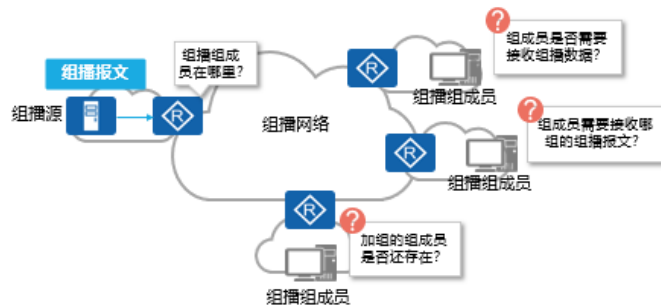 组播报文
组播源
R
组播组成
员在哪里？
组播网络
R
?
组成员是否需要
接收组播数据？
组播组成员
R
?
组成员需要接收哪
组的组播报文？
组播组成员
R
?
加组的组成员
是否还存在？
组播组成员